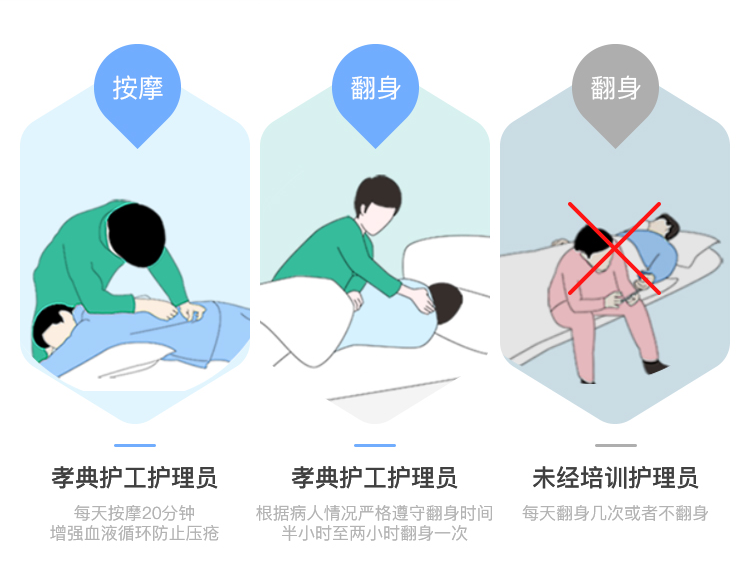 按摩
翻身
翻身
孝典护工护理员
每天按摩20分钟
增强血液循环防止压疮
孝典护工护理员
根据病人情况严格遵守翻身时间
半小时至两小时翻身一次
未经培训护理员
每天翻身几次或者不翻身